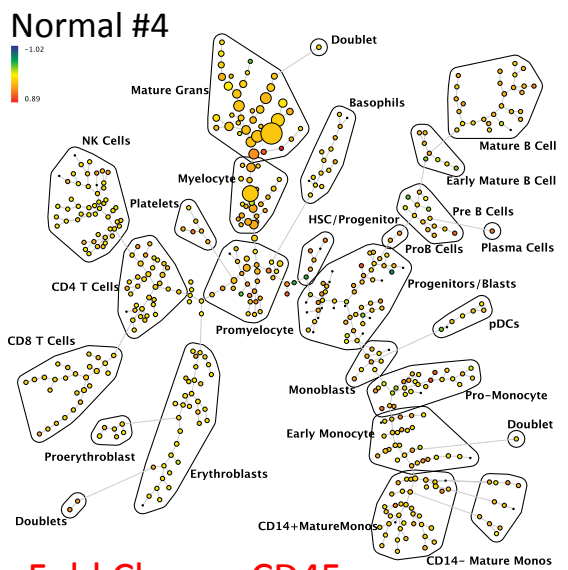 Normal #4
-1.02
0.89
Doublet
Mature Grans
Basophils
Mature B Cell
NK Cells
Myelocyte
Early Mature B Cell
Platelets
HSC/Progenitor
Pre B Cells
ProB Cells
Plasma Cells
CD4 T Cells
Progenitors/Blasts
Promyelocyte
pDCs
CD8 T Cells
Monoblasts
Pro-Monocyte
Early Monocyte
Doublet
Proerythroblast
Erythroblasts
Doublets
CD14+MatureMonos
CD14- Mature Monos